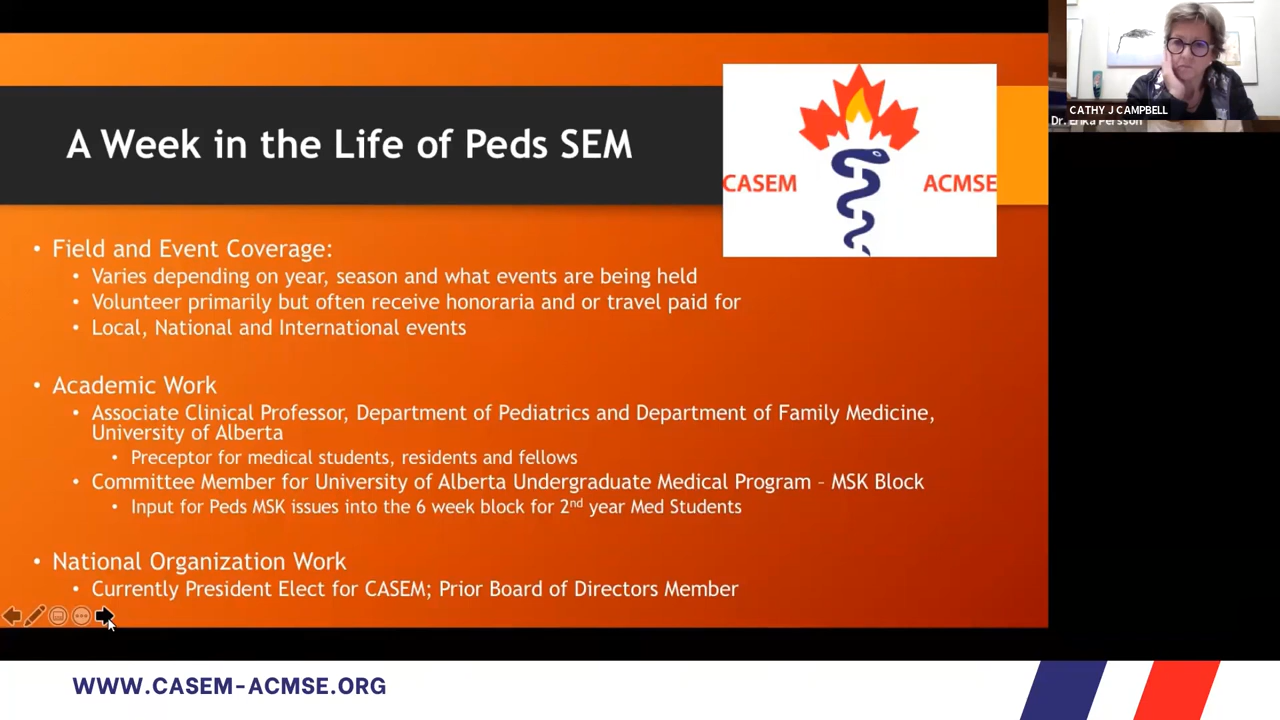 A Week in the Life of Peds SEM
CASEM ACMSE
CATHY J CAMPBELL
Dr. Erika Persson
• Field and Event Coverage:
• Varies depending on year, season and what events are being held
• Volunteer primarily but often receive honoraria and or travel paid for
• Local, National and International events
• Academic Work
• Associate Clinical Professor, Department of Pediatrics and Department of Family Medicine,
University of Alberta
• Preceptor for medical students, residents and fellows
• Committee Member for University of Alberta Undergraduate Medical Program – MSK Block
• Input for Peds MSK issues into the 6 week block for 2nd year Med Students
• National Organization Work
• Currently President Elect for CASEM; Prior Board of Directors Member
WWW.CASEM-ACMSE.ORG